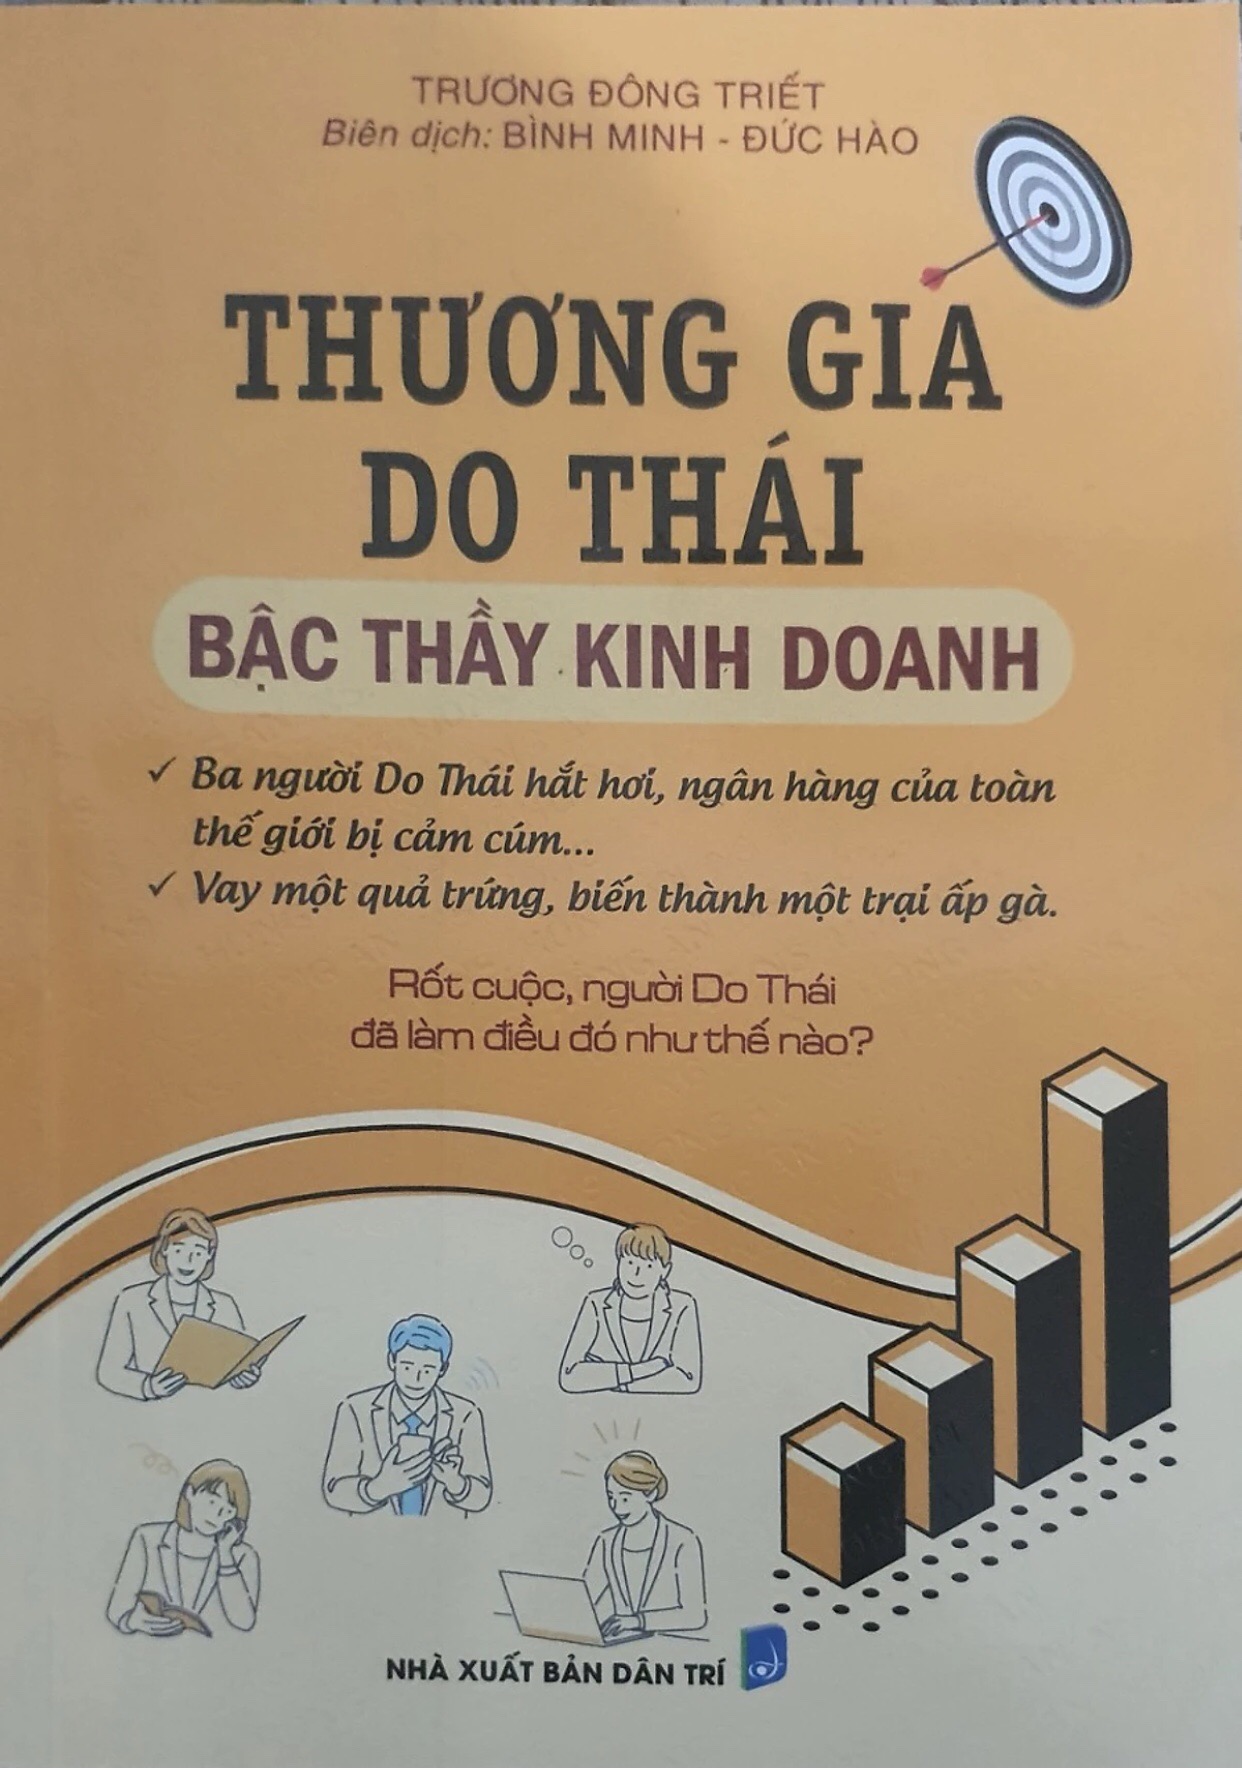 TRƯƠNG ĐÔNG TRIẾT
Biên dịch: BÌNH MINH - ĐỨC HÀO
THƯƠNG GIA
DO THÁI
BẬC THẦY KINH DOANH
✓ Ba người Do Thái hắt hơi, ngân hàng của toàn
thế giới bị cảm cúm...
✓ Vay một quả trứng, biến thành một trại ấp gà.
Rốt cuộc, người Do Thái
đã làm điều đó như thế nào?
NHÀ XUẤT BẢN DÂN TRÍ